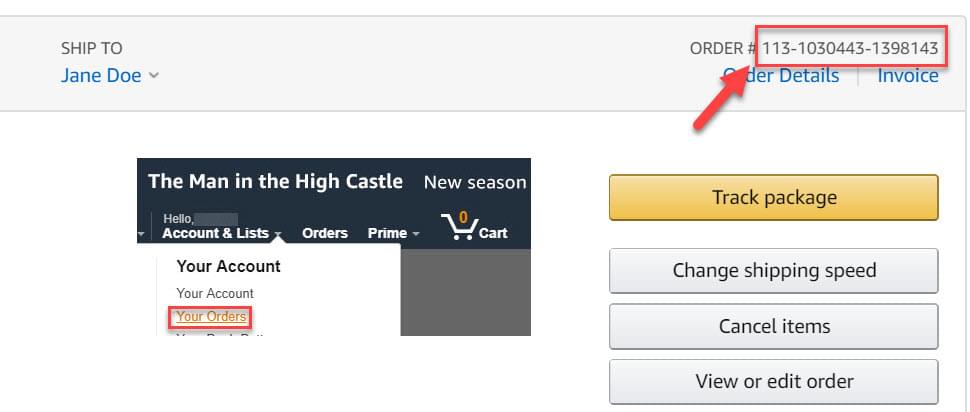 SHIP TO
ORDER # 113-1030443-1398143
Jane Doe
Order Details
Invoice
The Man in the High Castle New season
Hello,
Account & Lists Orders Prime 0 Cart
Your Account
Your Account
Your Orders
Track package
Change shipping speed
Cancel items
View or edit order